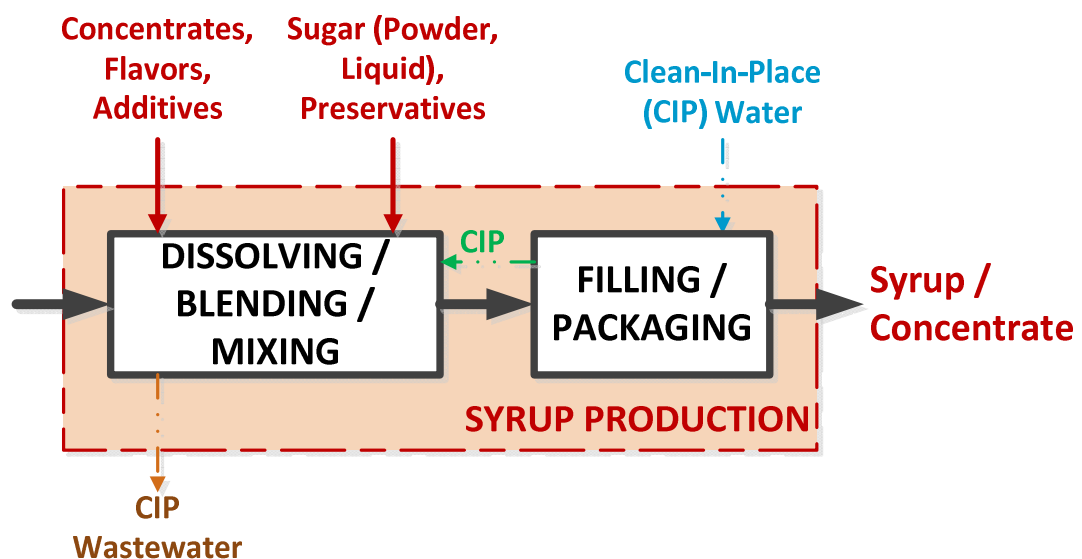 Concentrates,
Flavors,
Additives
Sugar (Powder,
Liquid),
Preservatives
Clean-In-Place
(CIP) Water
DISSOLVING /
BLENDING /
MIXING
CIP
FILLING /
PACKAGING
Syrup /
Concentrate
SYRUP PRODUCTION
CIP
Wastewater